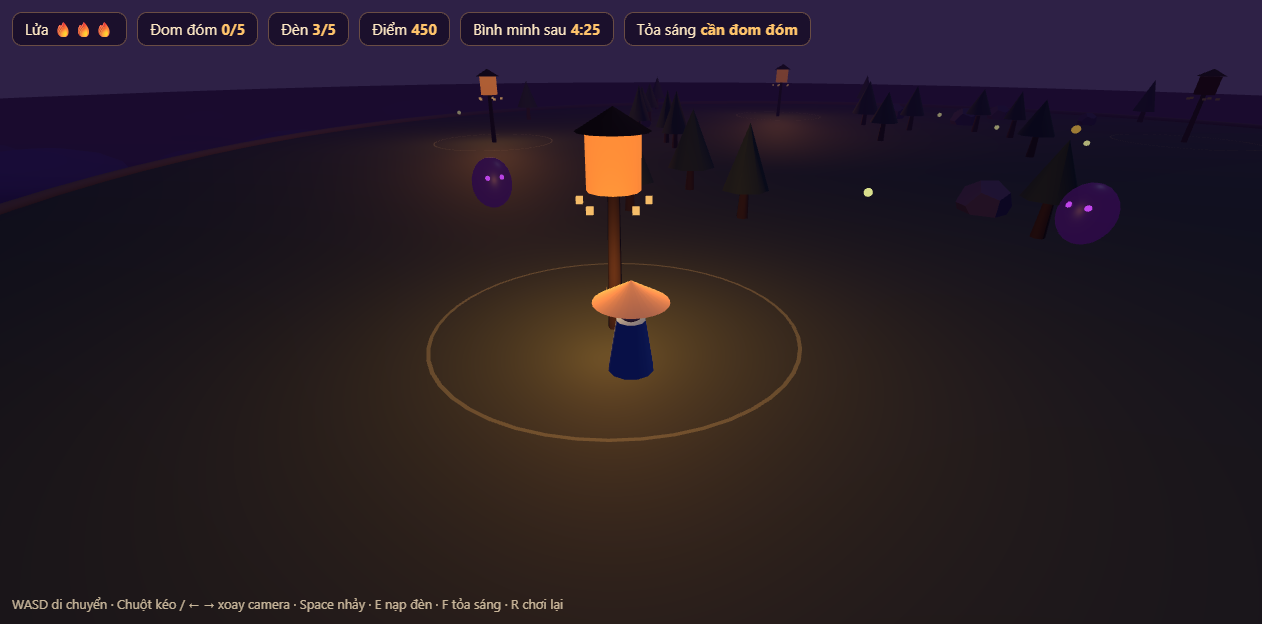 Lửa 🔥 🔥 🔥 Đom đóm 0/5 Đèn 3/5 Điểm 450 Bình minh sau 4:25 Tỏa sáng cần đom đóm
WASD di chuyển · Chuột kéo / ← → xoay camera · Space nhảy · E nạp đèn · F tỏa sáng · R chơi lại